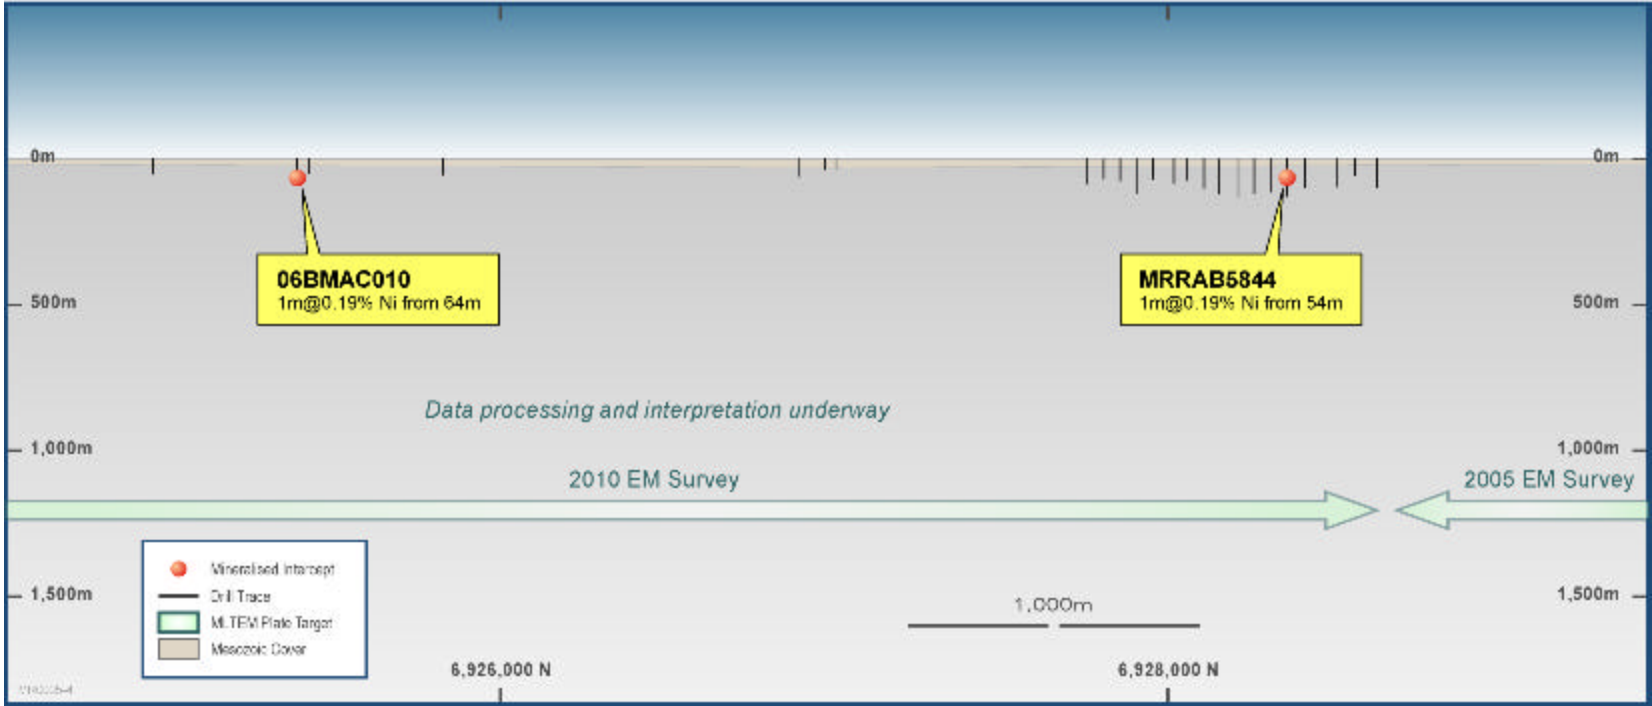 0m
0m
06BMAC010
1m@0.19% Ni from 64m
MRRAB5844
1m@0.19% Ni from 54m
500m
500m
Data processing and interpretation underway
1,000m
1,000m
2010 EM Survey
2005 EM Survey
Mineralised Intercept
Drill Trace
MLTEM Plate Target
Mesozoic Cover
1,500m
1,500m
1,000m
6,926,000 N
6,928,000 N